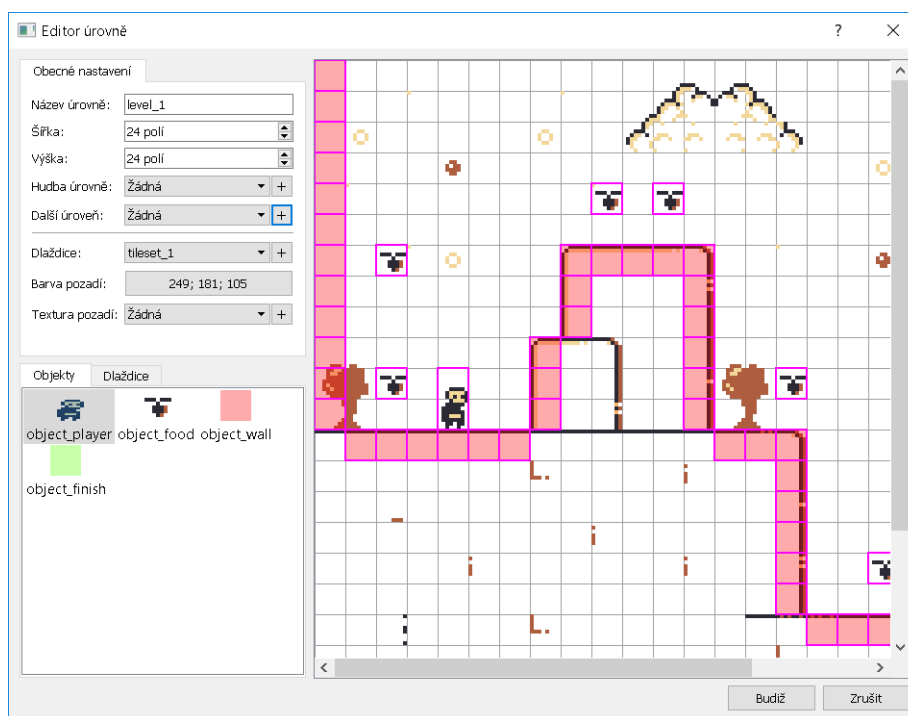 Editor úrovně
Obecné nastavení
Název úrovně: level_1
Šířka: 24 polí
Výška: 24 polí
Hudba úrovně: Žádná +
Další úroveň: Žádná +
Dlaždice: tileset_1 +
Barva pozadí: 249; 181; 105
Textura pozadí: Žádná +
Objekty Dlaždice
object_player object_food object_wall
object_finish
Budiž Zrušit